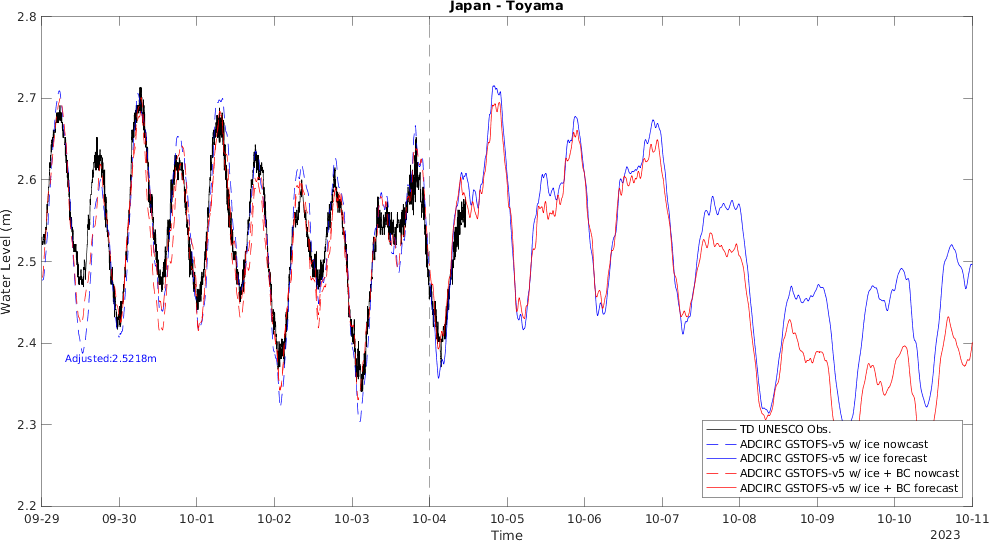 Japan - Toyama
2.8
2.7
2.6
2.5
2.4
2.3
2.2
Water Level (m)
Adjusted:2.5218m
TD UNESCO Obs.
ADCIRC GSTOFS-v5 w/ ice nowcast
ADCIRC GSTOFS-v5 w/ ice forecast
ADCIRC GSTOFS-v5 w/ ice + BC nowcast
ADCIRC GSTOFS-v5 w/ ice + BC forecast
09-29 09-30 10-01 10-02 10-03 10-04 10-05 10-06 10-07 10-08 10-09 10-10 10-11
Time
2023